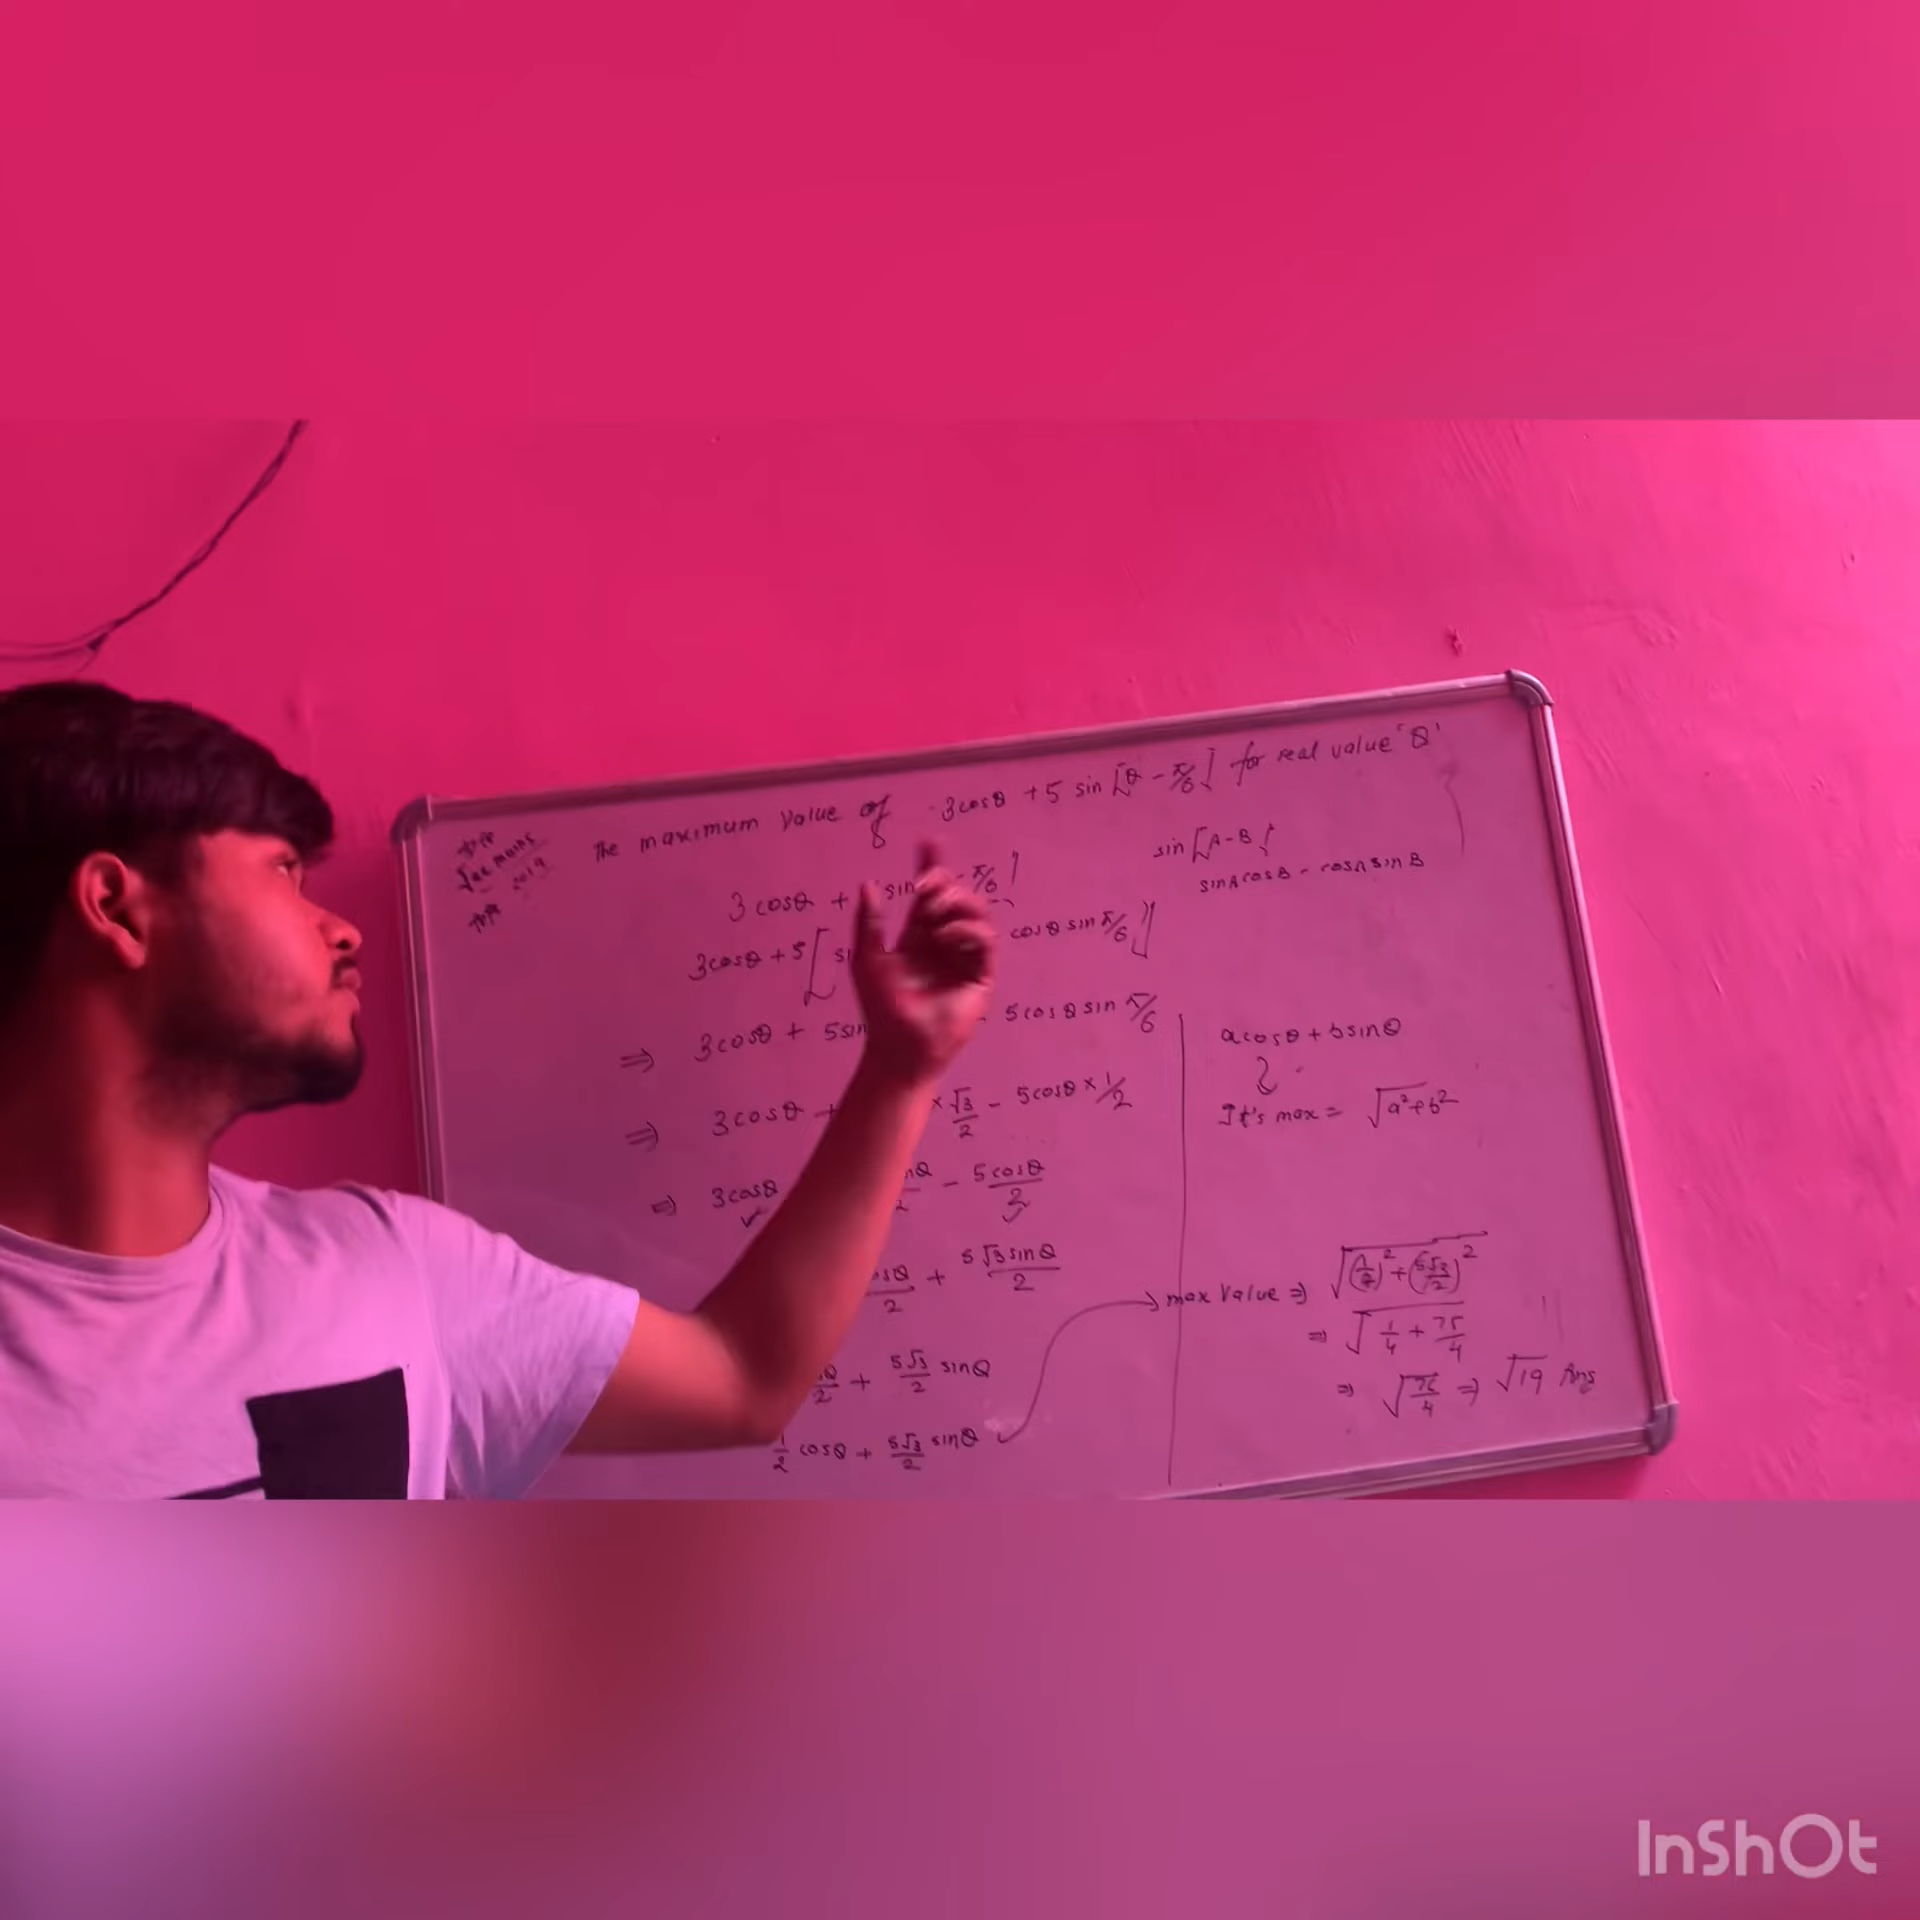 The maximum value of 3cosθ + 5 sin [θ - π/6] for real value 'θ'
Jee mains
2019
sin [A-B]
sinAcosB - cosAsinB
3cosθ + sin - π/6]
3cosθ + 5[ cosθ sin π/6]
⇒ 3cosθ + 5sin - 5cosθ sin π/6
⇒ 3cosθ + × √3/2 - 5cosθ × 1/2
⇒ 3cosθ - 5cosθ/2
/2 + 5√3 sinθ/2
/2 + 5√3/2 sinθ
1/2 cosθ + 5√3/2 sinθ
acosθ + bsinθ
It's max = √a²+b²
max value ⇒ √(1/2)² + (5√3/2)²
⇒ √1/4 + 75/4
⇒ √76/4 ⇒ √19 Ans
InShOt